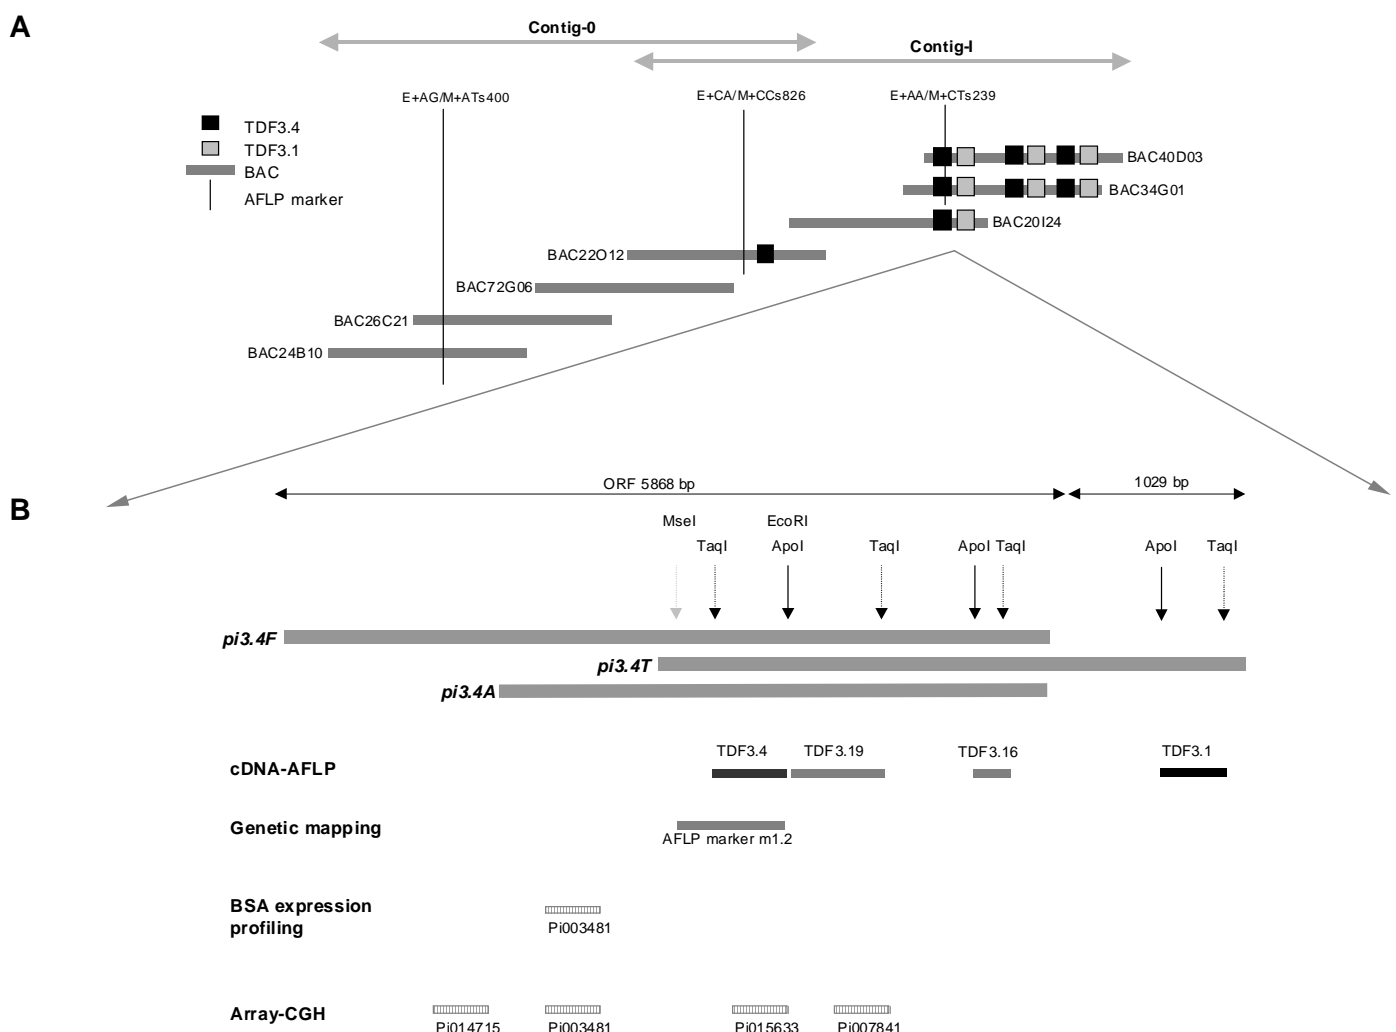 A
Contig-0
Contig-I
E+AG/M+ATs400
E+CA/M+CCs826
E+AA/M+CTs239
TDF3.4
TDF3.1
BAC
AFLP marker
BAC40D03
BAC34G01
BAC20I24
BAC22O12
BAC72G06
BAC26C21
BAC24B10
B
ORF 5868 bp
1029 bp
MseI
EcoRI
TaqI
ApoI
TaqI
ApoI
TaqI
ApoI
TaqI
pi3.4F
pi3.4T
pi3.4A
cDNA-AFLP
TDF3.4
TDF3.19
TDF3.16
TDF3.1
Genetic mapping
AFLP marker m1.2
BSA expression
profiling
Pi003481
Array-CGH
Pi014715
Pi003481
Pi015633
Pi007841